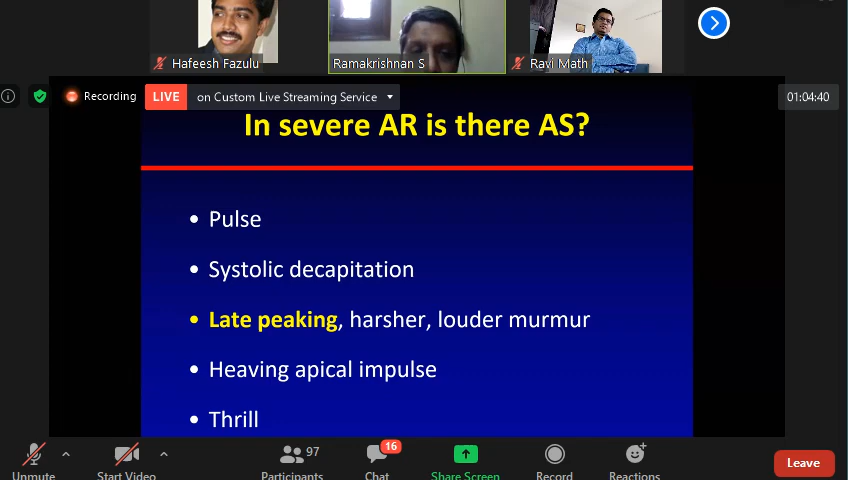 Hafeesh Fazulu
Ramakrishnan S
Ravi Math
Recording
LIVE
on Custom Live Streaming Service
01:04:40
In severe AR is there AS?
• Pulse
• Systolic decapitation
• Late peaking, harsher, louder murmur
• Heaving apical impulse
• Thrill
97
16
Unmute
Start Video
Participants
Chat
Share Screen
Record
Reactions
Leave